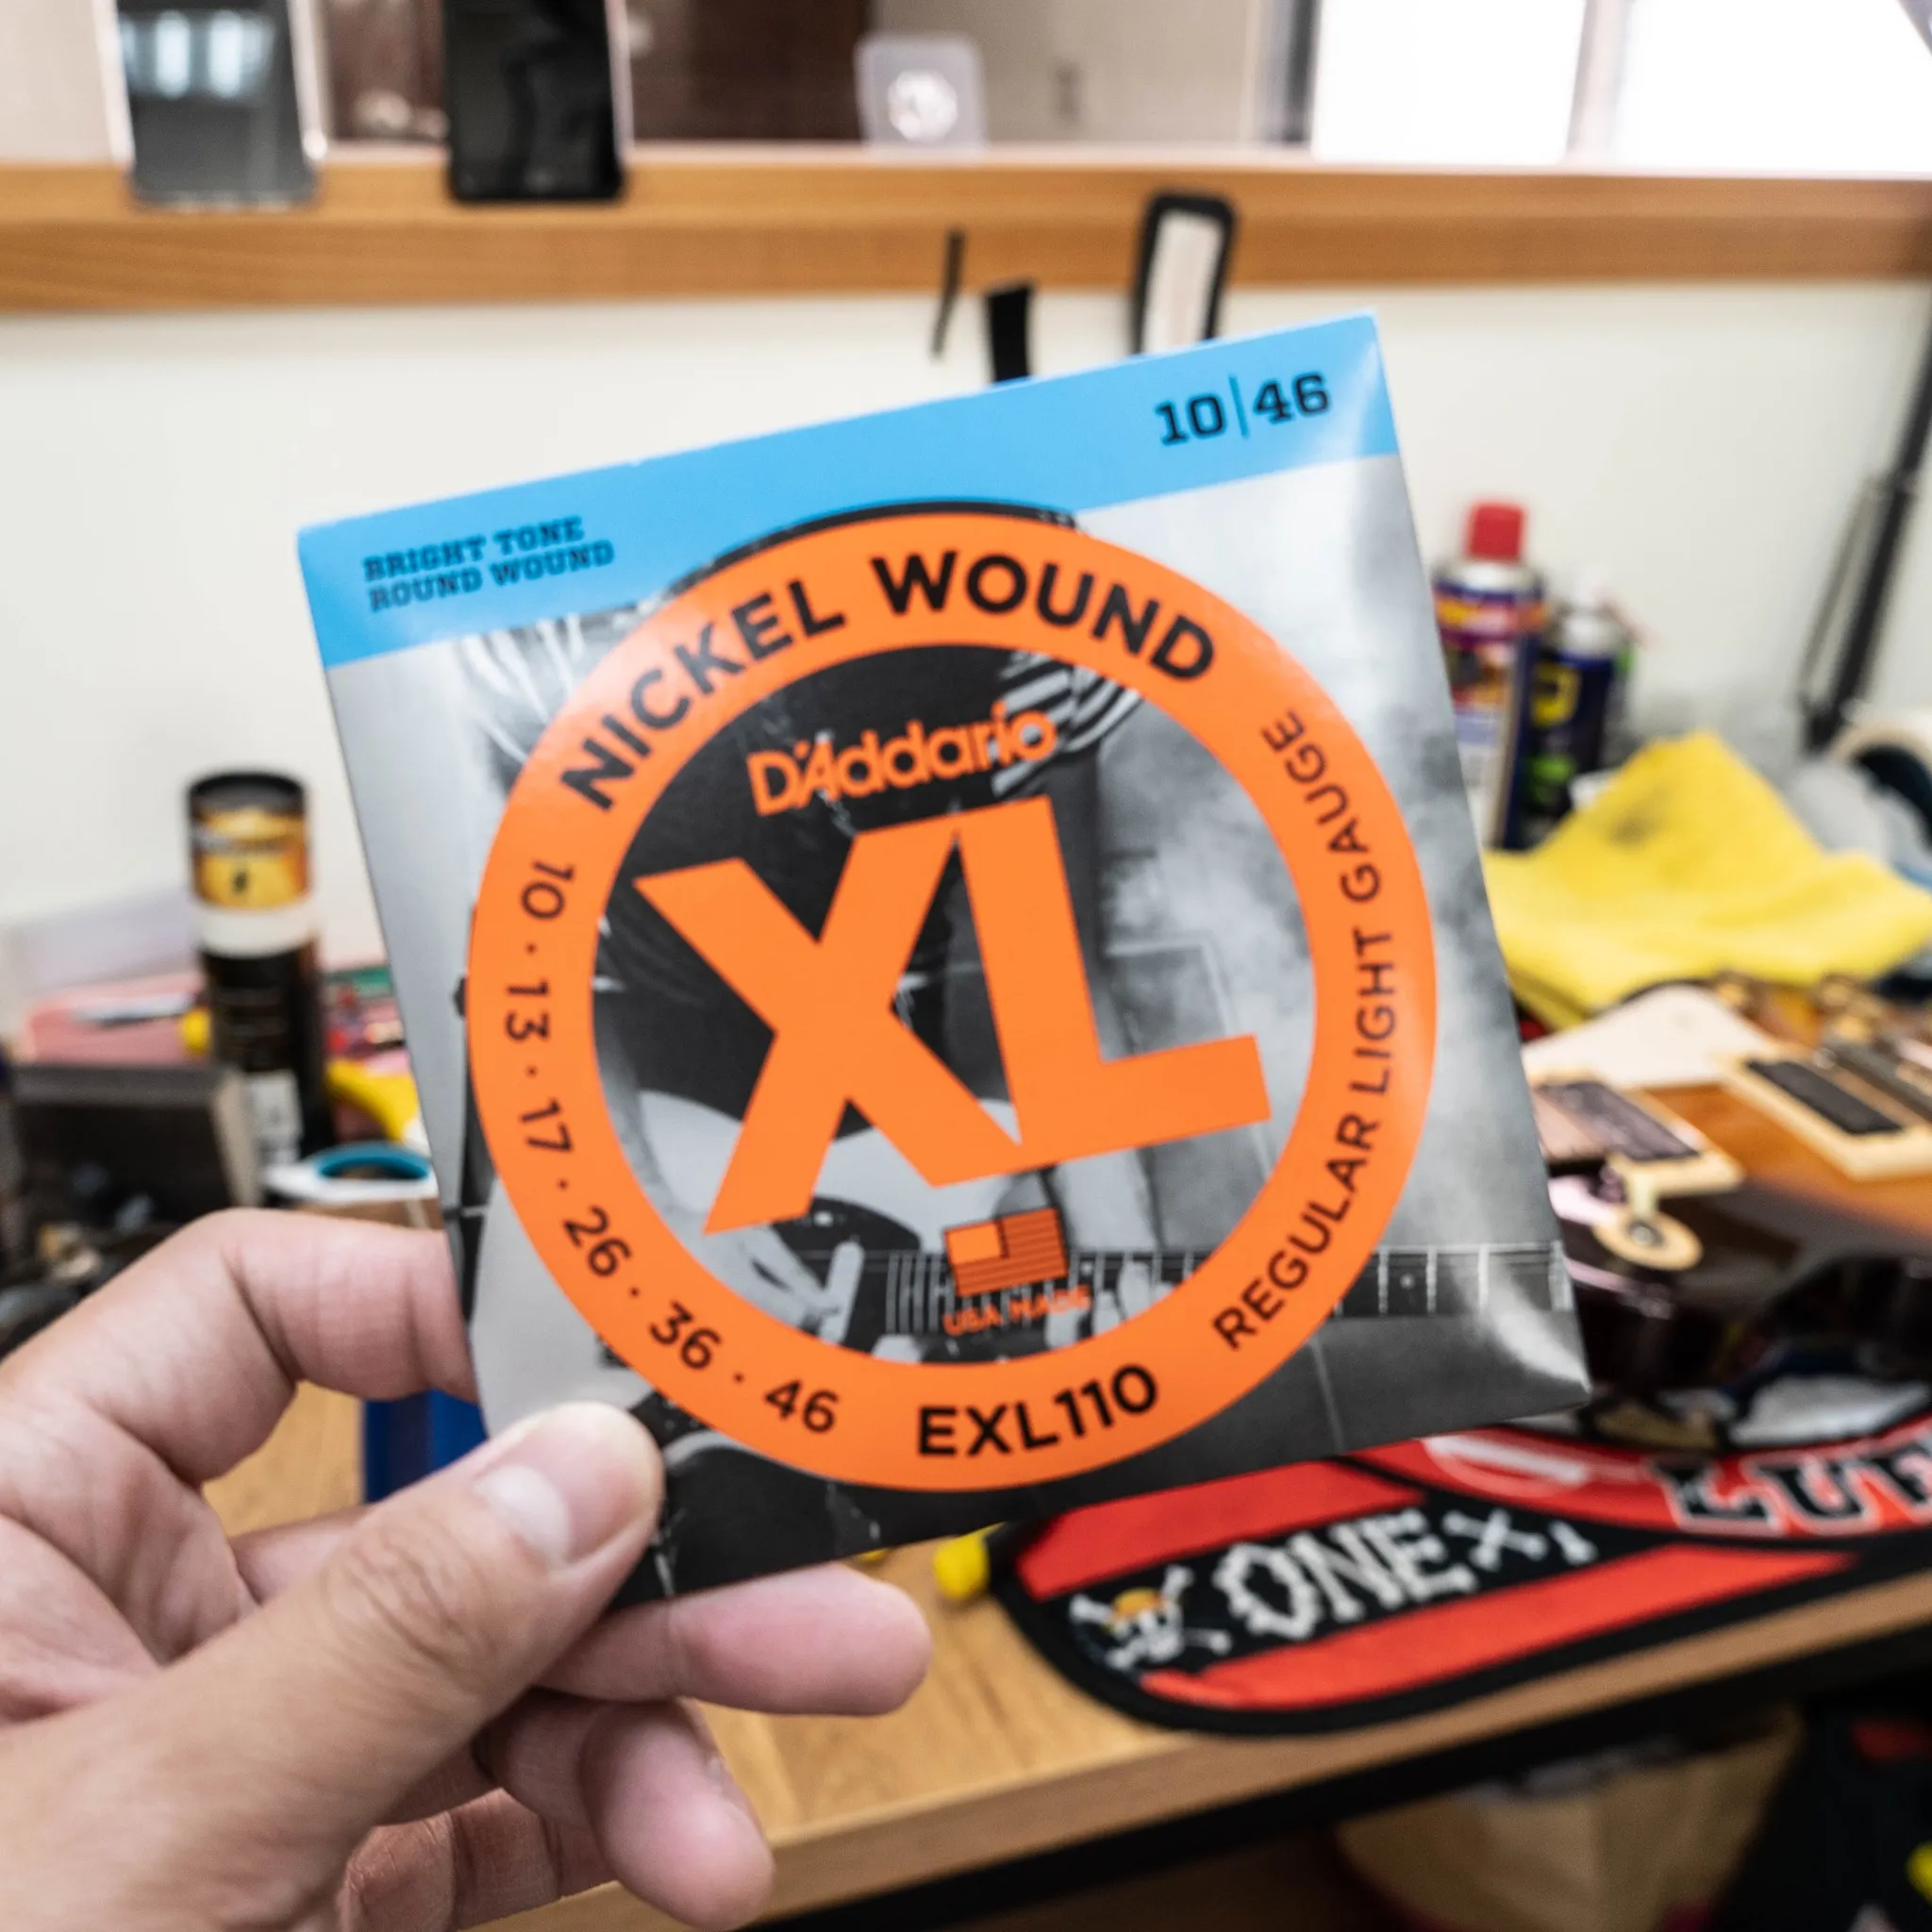 10|46
BRIGHT TONE
ROUND WOUND
NICKEL WOUND
D'Addario
XL
USA MADE
10 · 13 · 17 · 26 · 36 · 46
EXL110
REGULAR LIGHT GAUGE
ONE